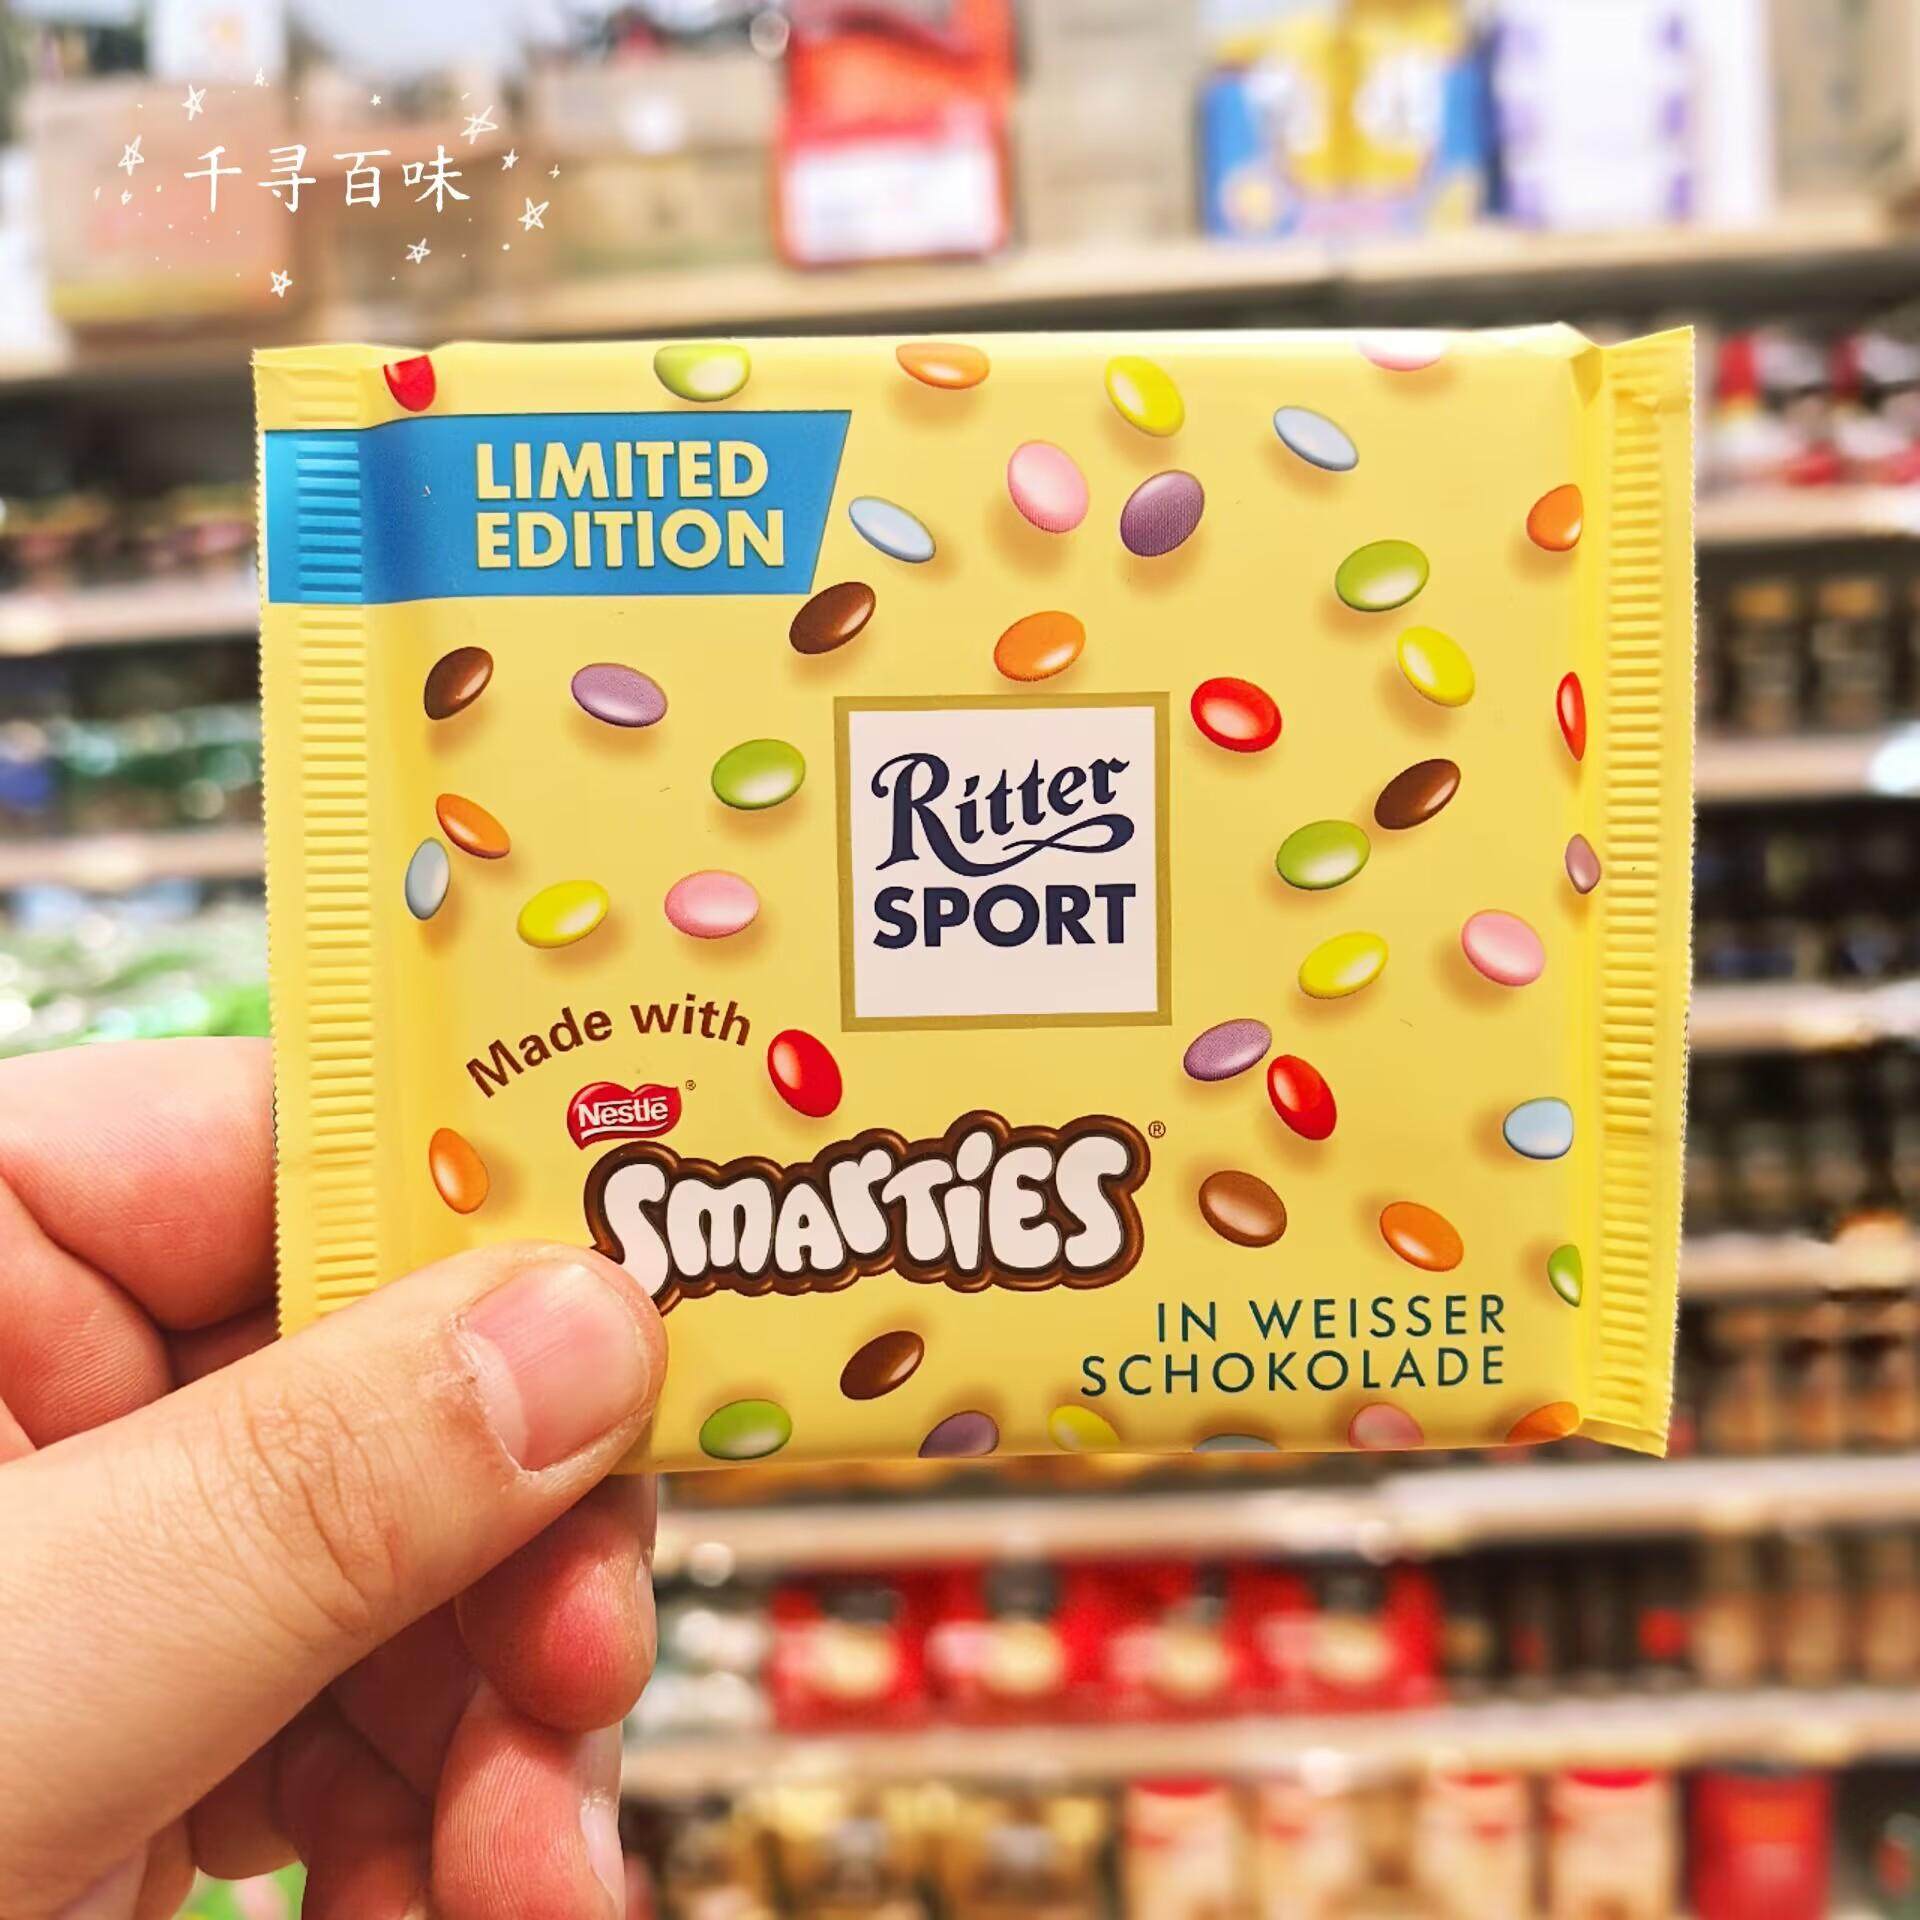 千寻百味
LIMITED
EDITION
Ritter
SPORT
Made with
Nestlé ®
SMARTIES ®
IN WEISSER
SCHOKOLADE